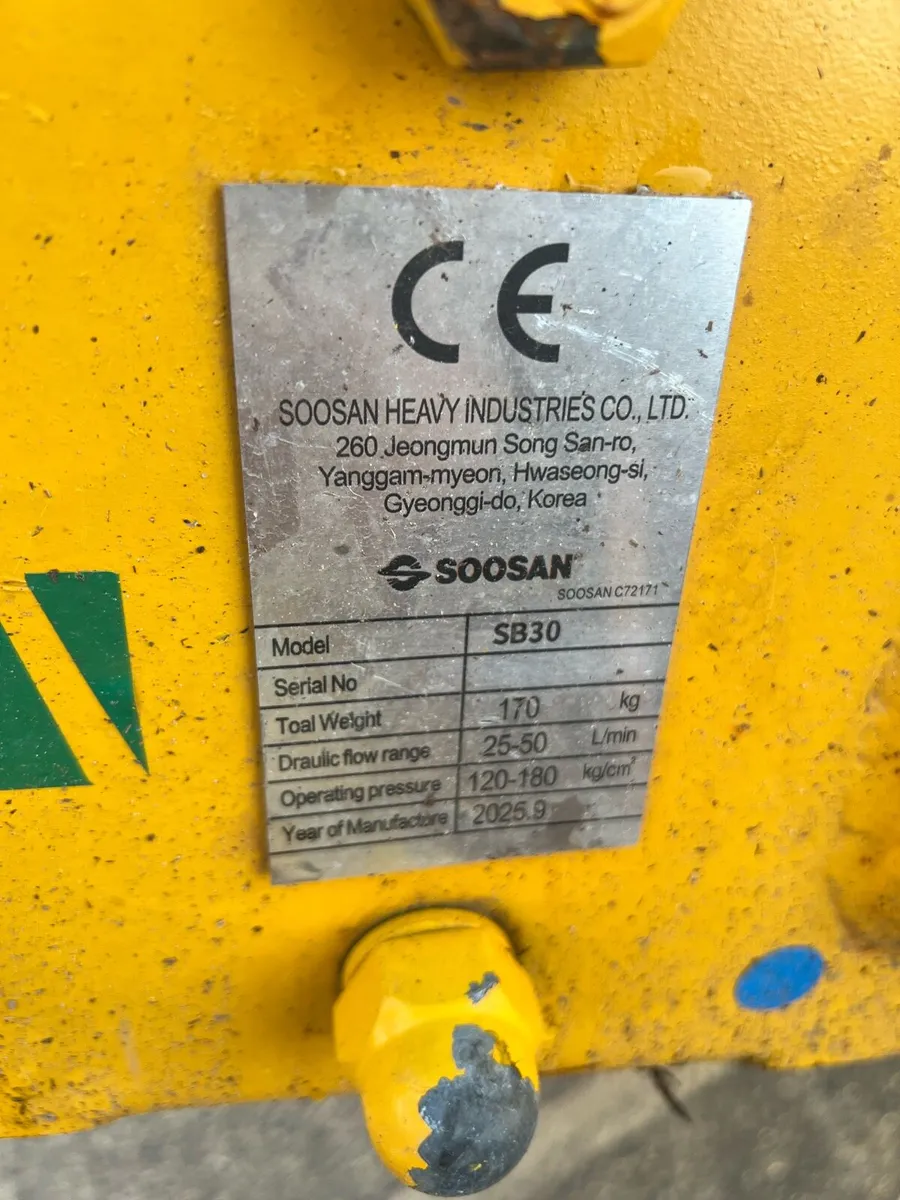 CE
SOOSAN HEAVY INDUSTRIES CO., LTD.
260 Jeongmun Song San-ro,
Yanggam-myeon, Hwaseong-si,
Gyeonggi-do, Korea
SOOSAN
SOOSAN C72171
Model SB30
Serial No
Toal Weight 170 kg
Draulic flow range 25-50 L/min
Operating pressure 120-180 kg/cm²
Year of Manufactore 2025.9